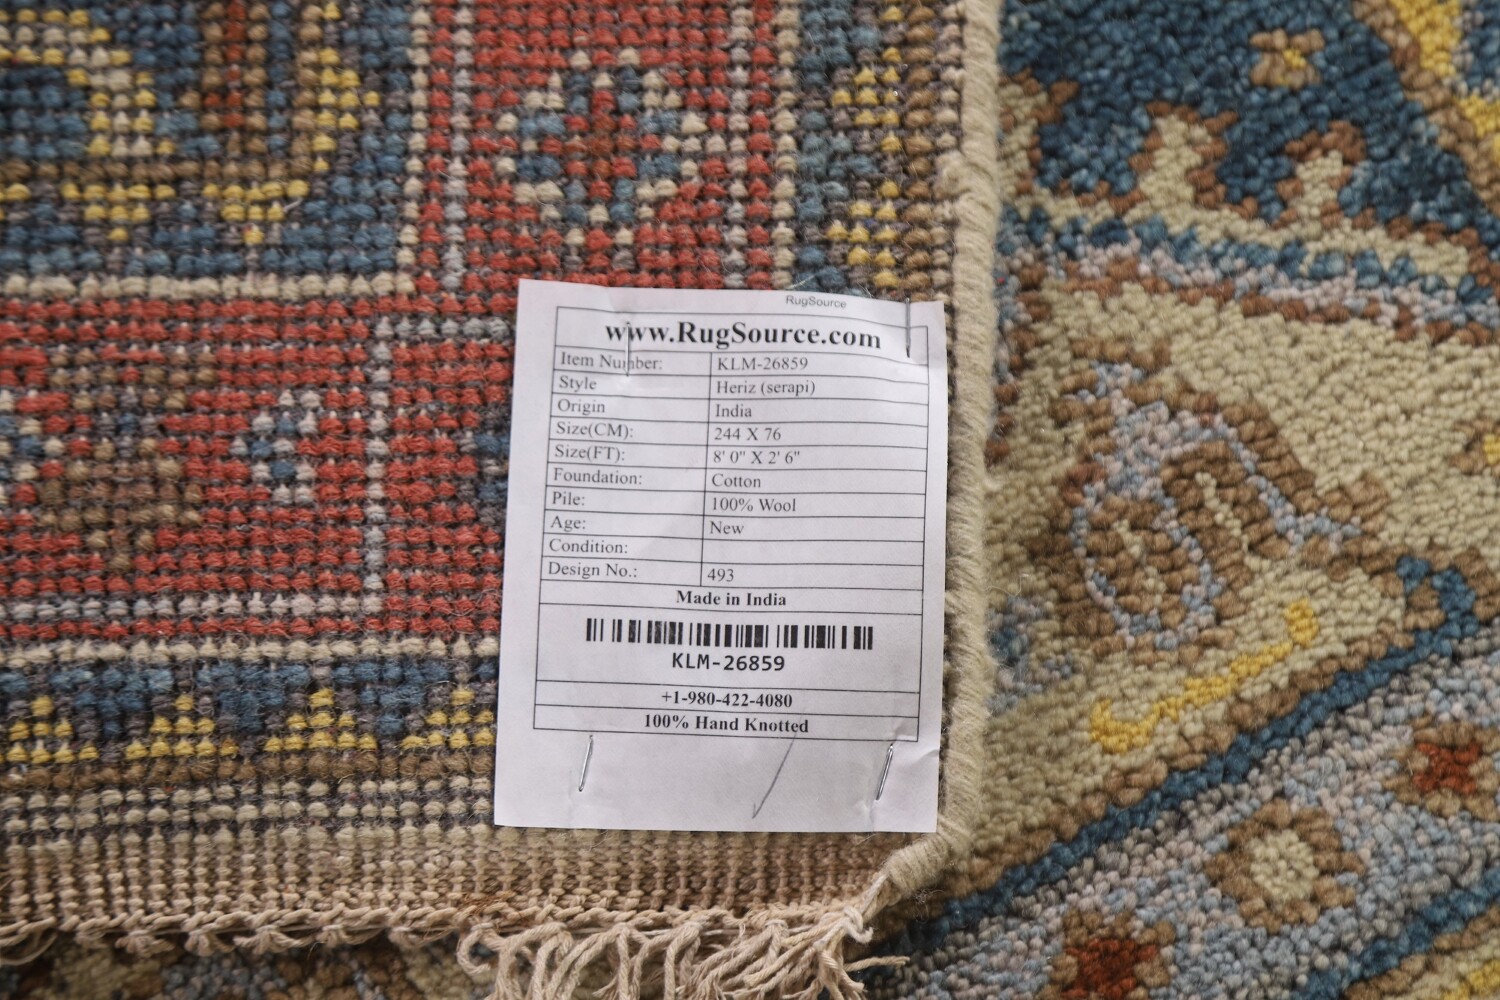 RugSource
www.RugSource.com
Item Number: KLM-26859
Style Heriz (serapi)
Origin India
Size(CM): 244 X 76
Size(FT): 8' 0" X 2' 6"
Foundation: Cotton
Pile: 100% Wool
Age: New
Condition:
Design No.: 493
Made in India
KLM-26859
+1-980-422-4080
100% Hand Knotted